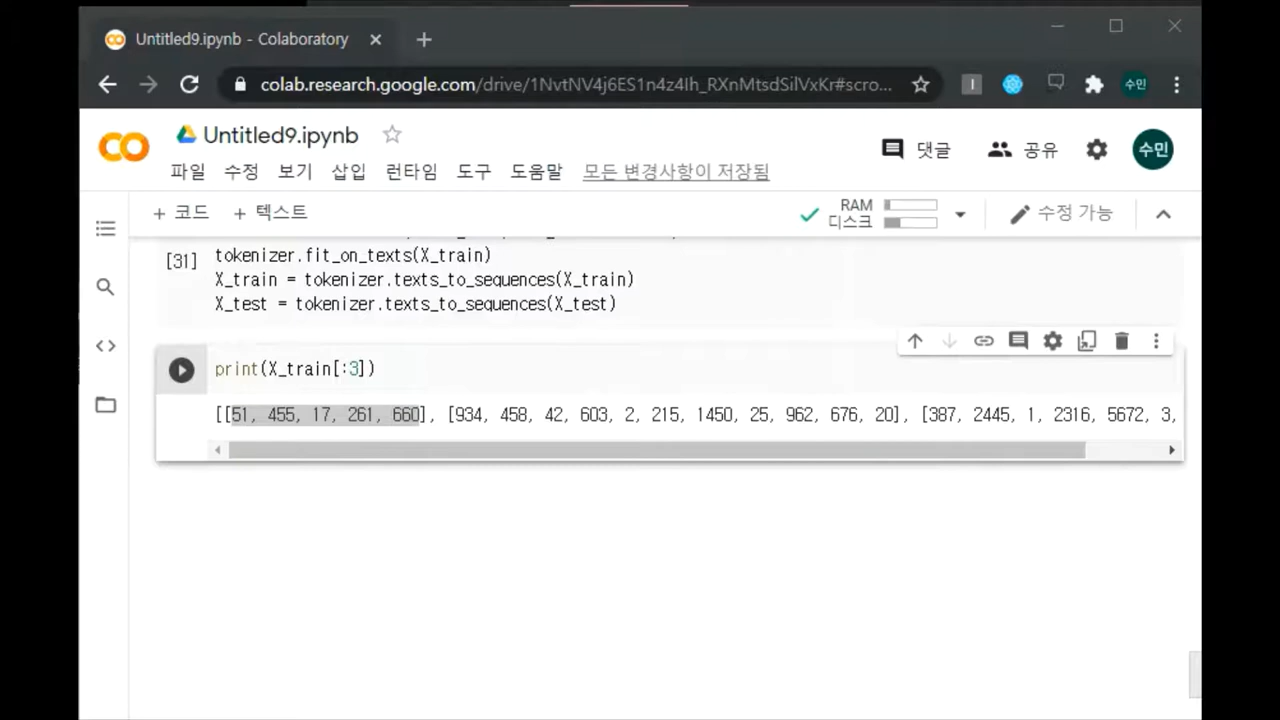 Untitled9.ipynb - Colaboratory
colab.research.google.com/drive/1NvtNV4j6ES1n4z4Ih_RXnMtsdSilVxKr#scro...
수민
Untitled9.ipynb
댓글 공유 수민
파일 수정 보기 삽입 런타임 도구 도움말 모든 변경사항이 저장됨
+ 코드 + 텍스트
RAM
디스크
수정 가능
[31] tokenizer.fit_on_texts(X_train)
X_train = tokenizer.texts_to_sequences(X_train)
X_test = tokenizer.texts_to_sequences(X_test)
print(X_train[:3])
[[51, 455, 17, 261, 660], [934, 458, 42, 603, 2, 215, 1450, 25, 962, 676, 20], [387, 2445, 1, 2316, 5672, 3,